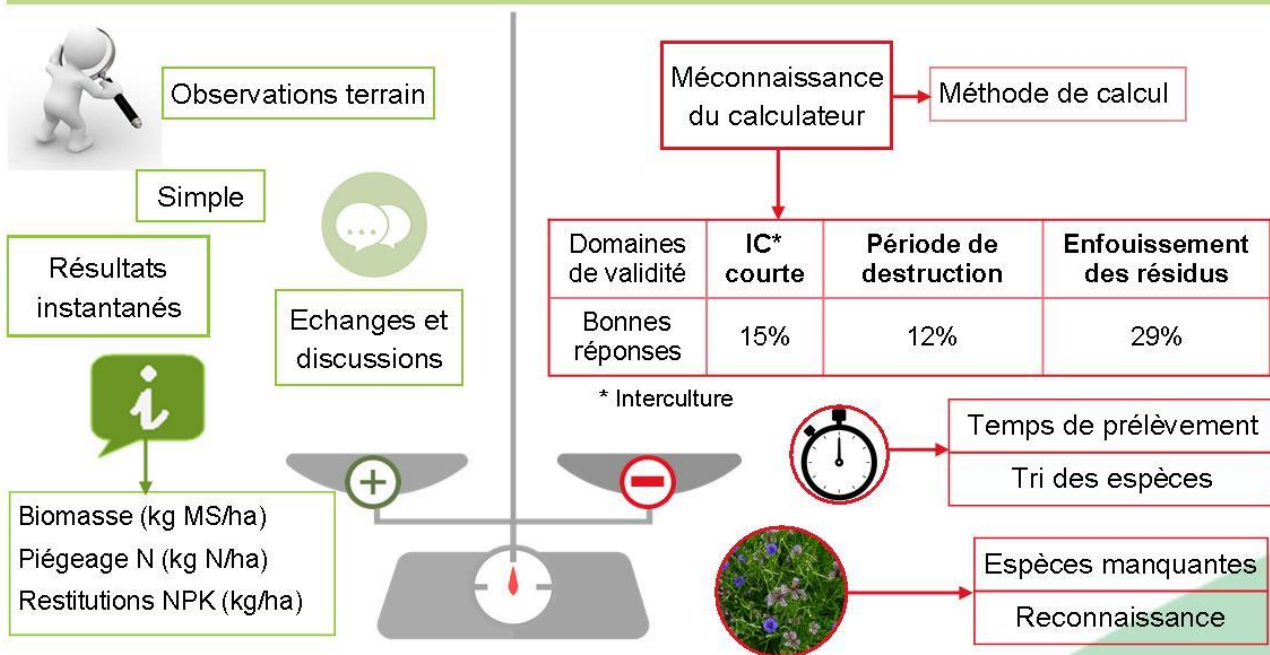 Observations terrain
Simple
Résultats
instantanés
Echanges et
discussions
i
Biomasse (kg MS/ha)
Piégeage N (kg N/ha)
Restitutions NPK (kg/ha)
Méconnaissance
du calculateur
Méthode de calcul
Domaines
de validité
IC*
courte
Période de
destruction
Enfouissement
des résidus
Bonnes
réponses
15%
12%
29%
* Interculture
Temps de prélèvement
Tri des espèces
Espèces manquantes
Reconnaissance